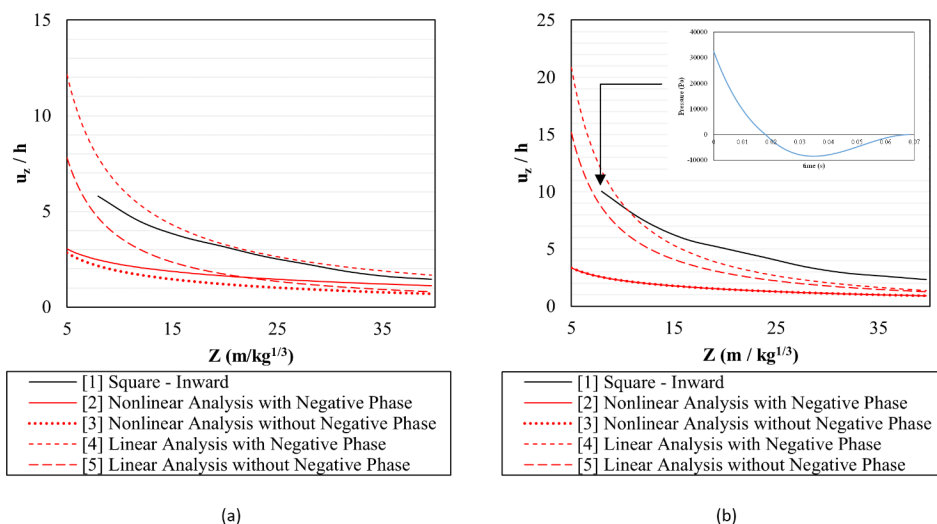 15
10
5
0
5
15
25
35
u_z / h
Z (m/kg^1/3)
[1] Square - Inward
[2] Nonlinear Analysis with Negative Phase
[3] Nonlinear Analysis without Negative Phase
[4] Linear Analysis with Negative Phase
[5] Linear Analysis without Negative Phase
(a)
25
20
15
10
5
0
5
15
25
35
u_z / h
Z (m / kg^1/3)
40000
30000
20000
10000
0
-10000
0
0.01
0.02
0.03
0.04
0.05
0.06
0.07
Pressure (Pa)
time (s)
[1] Square - Inward
[2] Nonlinear Analysis with Negative Phase
[3] Nonlinear Analysis without Negative Phase
[4] Linear Analysis with Negative Phase
[5] Linear Analysis without Negative Phase
(b)